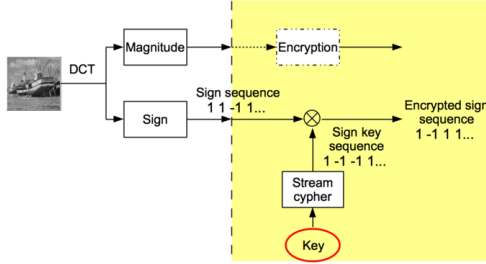 DCT
Magnitude
Encryption
Sign
Sign sequence
1 1 -1 1...
Sign key
sequence
1 -1 -1 1...
Encrypted sign
sequence
1 -1 1 1...
Stream
cypher
Key